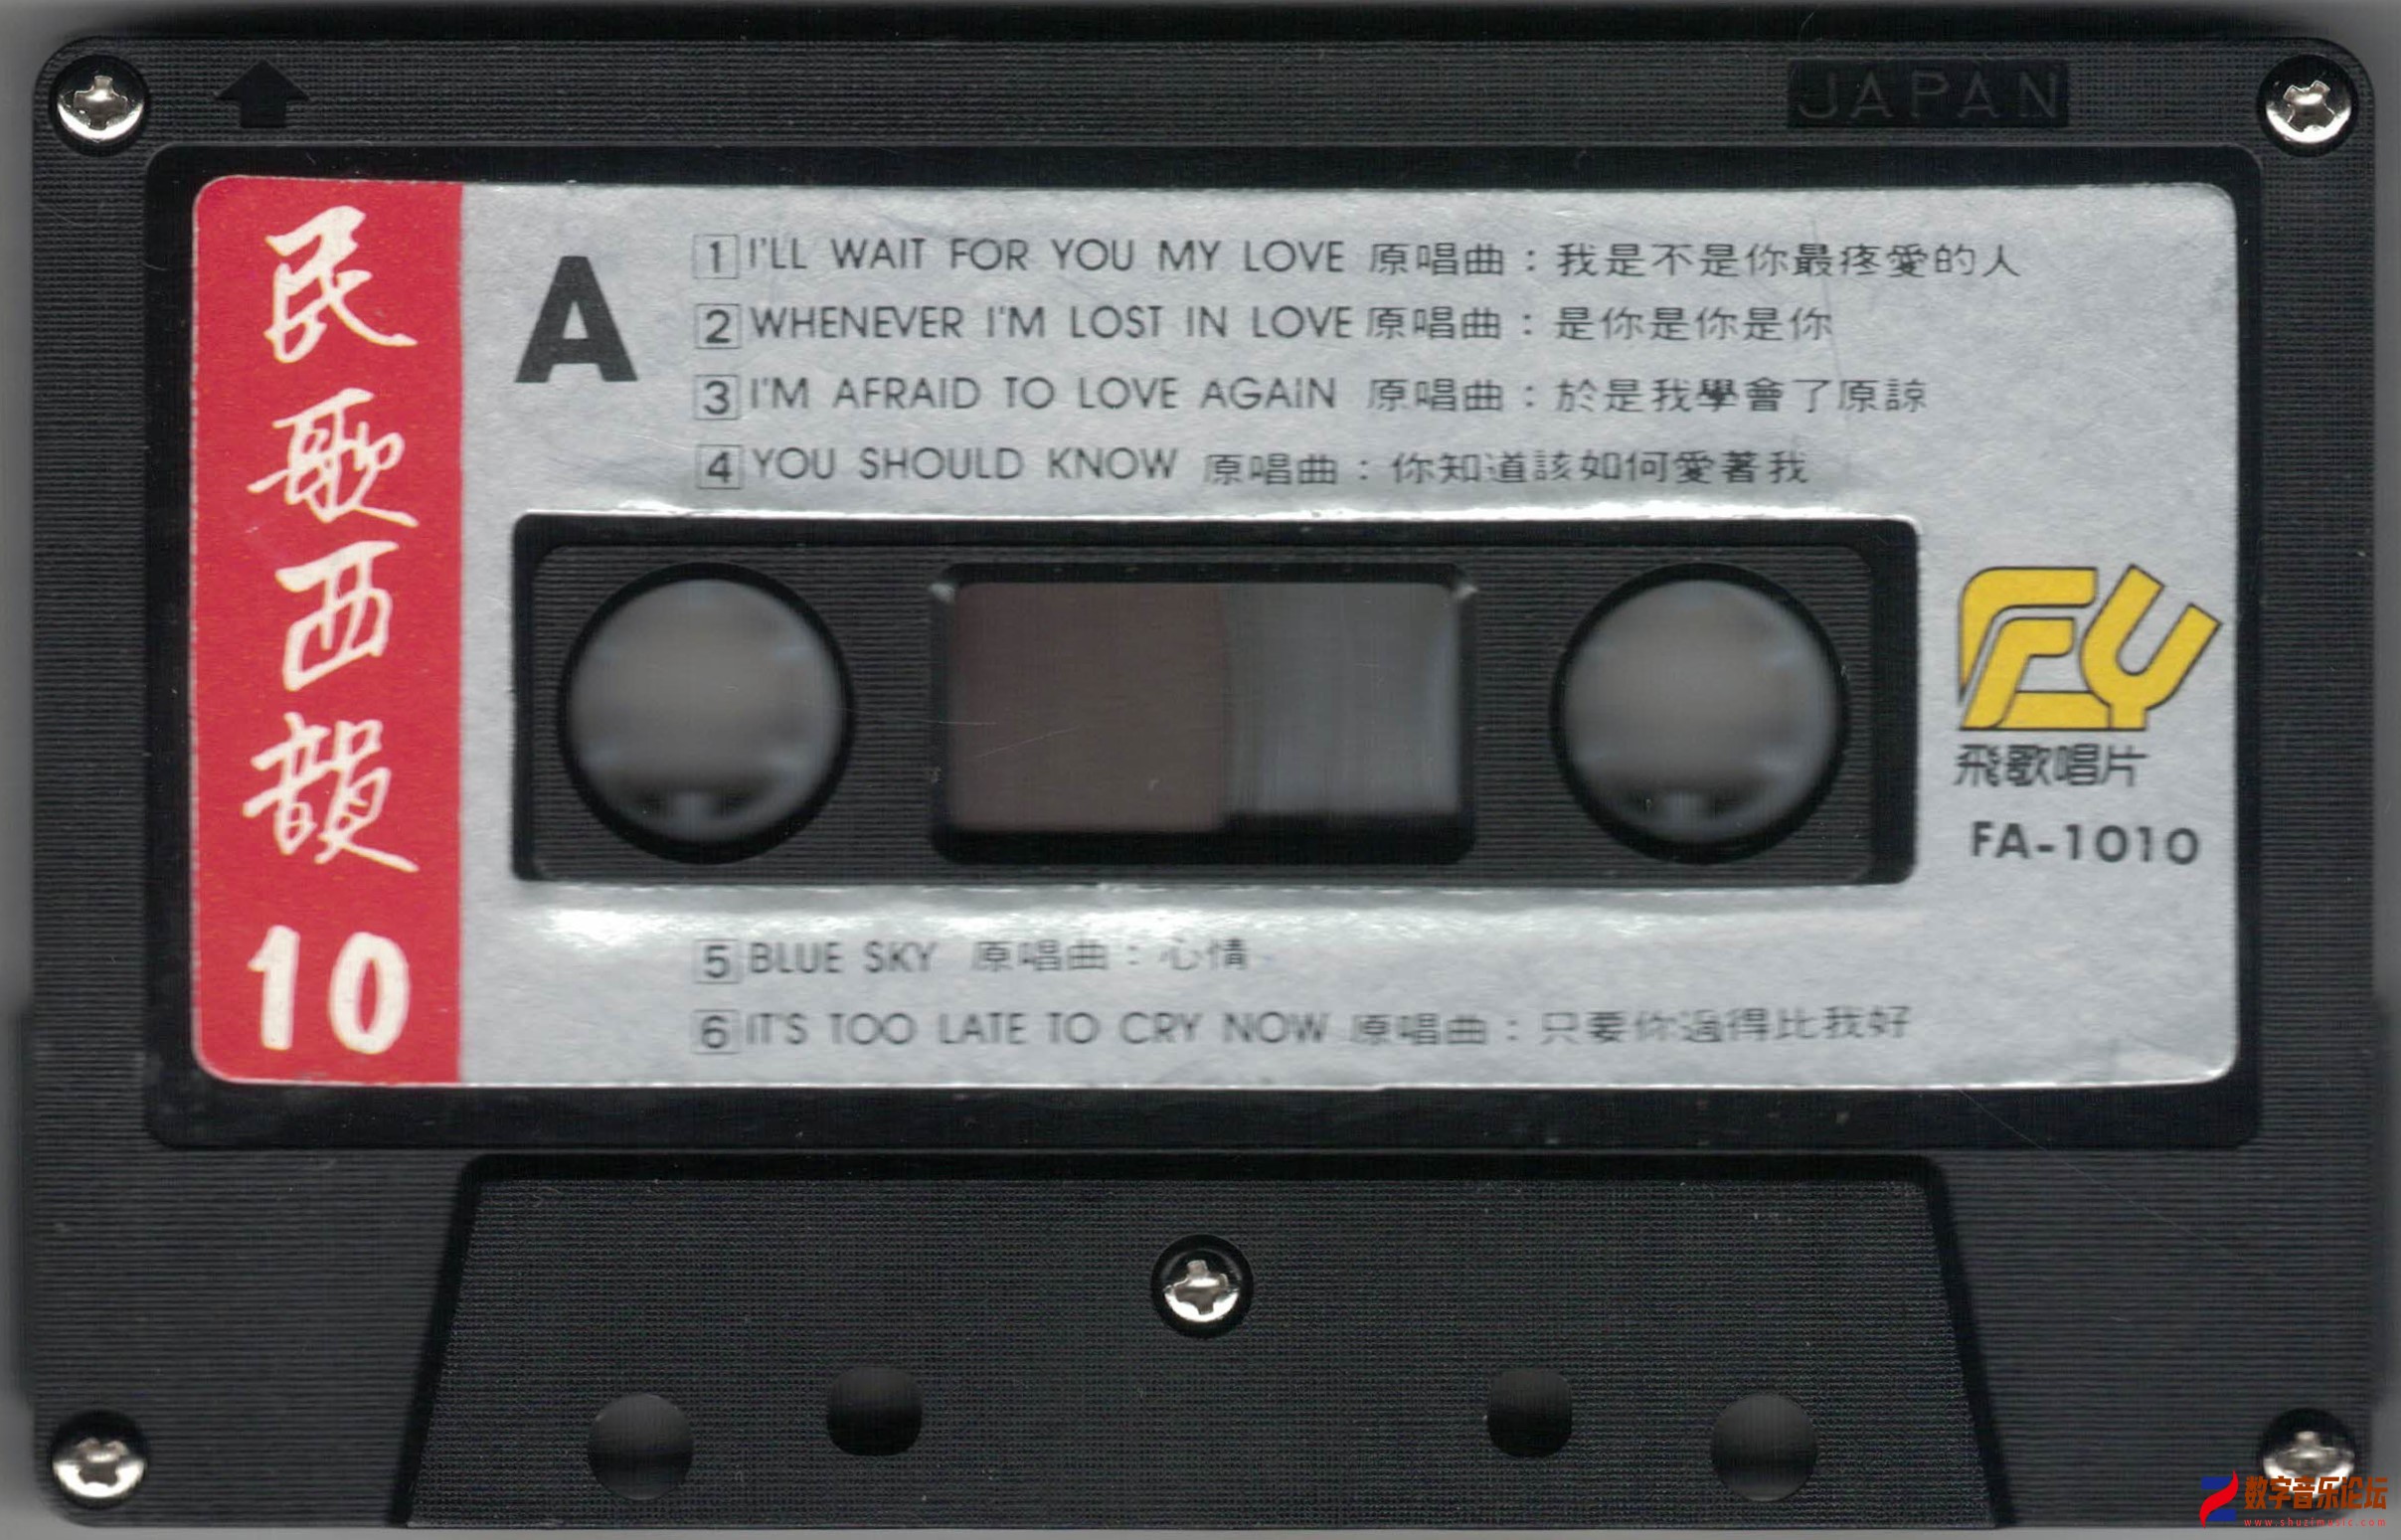 JAPAN
民歌西韻 10
A
1 I'LL WAIT FOR YOU MY LOVE 原唱曲：我是不是你最疼愛的人
2 WHENEVER I'M LOST IN LOVE 原唱曲：是你是你是你
3 I'M AFRAID TO LOVE AGAIN 原唱曲：於是我學會了原諒
4 YOU SHOULD KNOW 原唱曲：你知道該如何愛著我
FY
飛歌唱片
FA-1010
5 BLUE SKY 原唱曲：心情
6 IT'S TOO LATE TO CRY NOW 原唱曲：只要你過得比我好
数字音乐论坛
www.shuzimusic.com